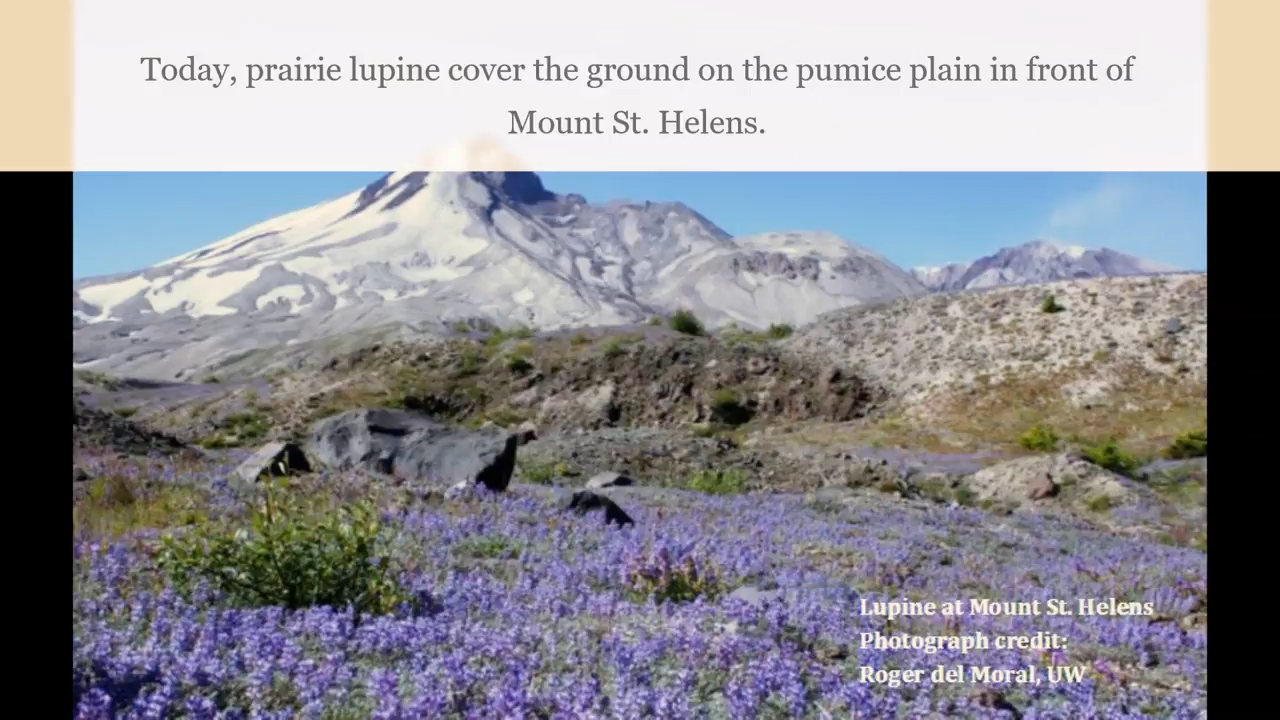 Today, prairie lupine cover the ground on the pumice plain in front of
Mount St. Helens.
Lupine at Mount St. Helens
Photograph credit:
Roger del Moral, UW